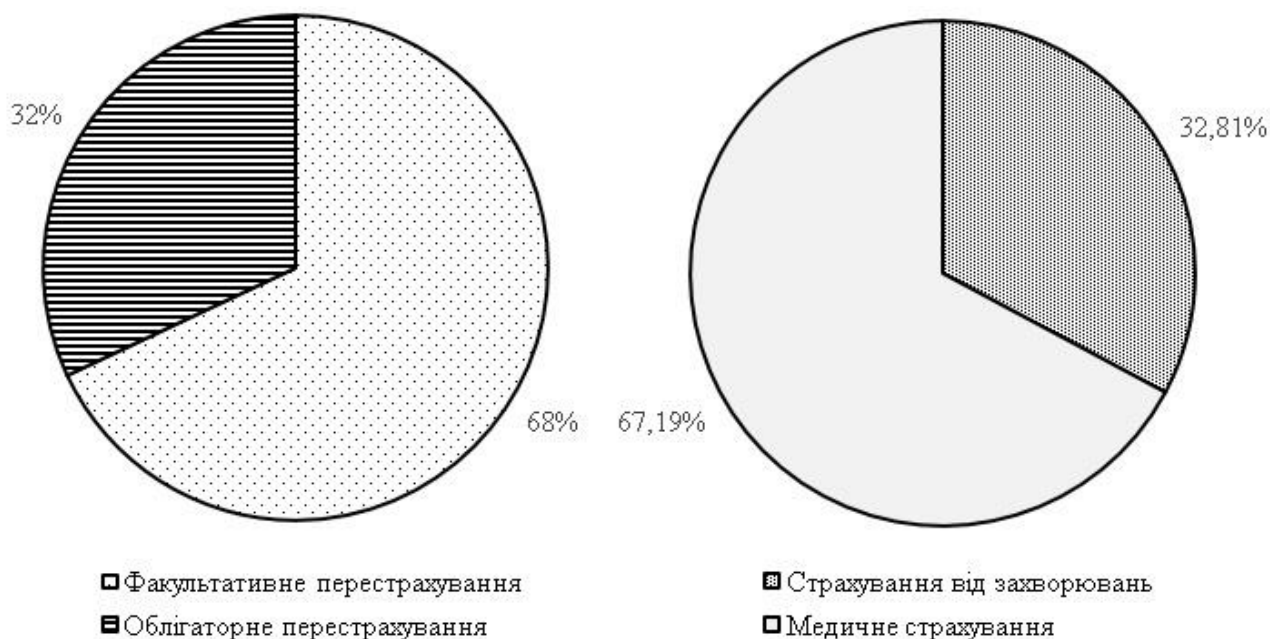 32%
32,81%
68%
67,19%
Факультативне перестрахування
Облігаторне перестрахування
Страхування від захворювань
Медичне страхування